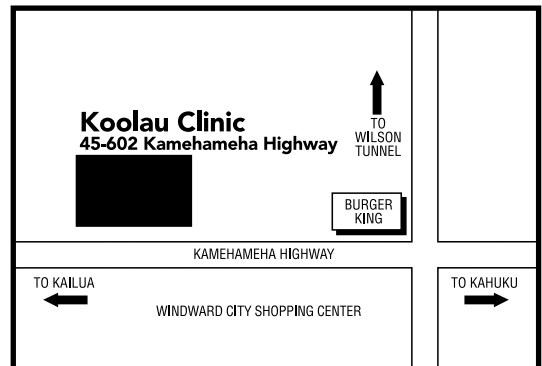 Koolau Clinic
45-602 Kamehameha Highway
TO
WILSON
TUNNEL
BURGER
KING
KAMEHAMEHA HIGHWAY
TO KAILUA
TO KAHUKU
WINDWARD CITY SHOPPING CENTER